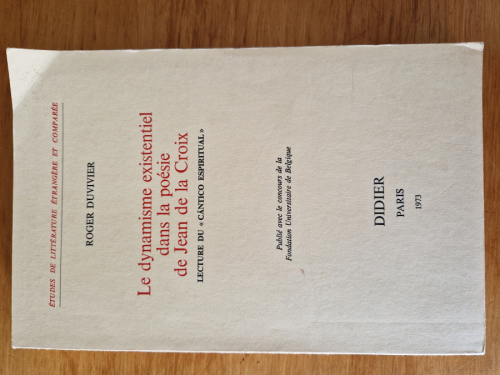 ÉTUDES DE LITTÉRATURE ÉTRANGÈRE ET COMPARÉE
ROGER DUVIVIER
Le dynamisme existentiel
dans la poésie
de Jean de la Croix
LECTURE DU « CÁNTICO ESPIRITUAL »
Publié avec le concours de la
Fondation Universitaire de Belgique
DIDIER
PARIS
1973